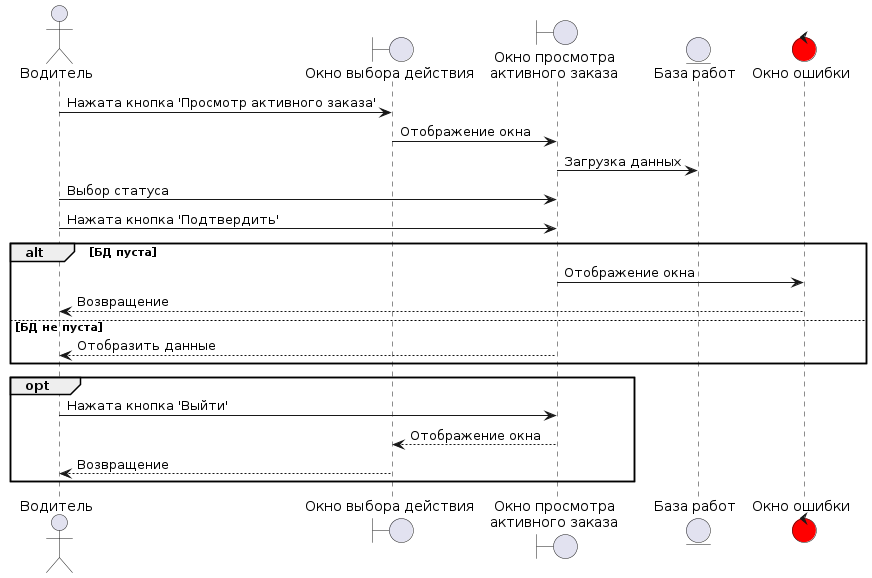 Водитель
Окно выбора действия
Окно просмотра
активного заказа
База работ
Окно ошибки
Нажата кнопка 'Просмотр активного заказа'
Отображение окна
Загрузка данных
Выбор статуса
Нажата кнопка 'Подтвердить'
alt [БД пуста]
Отображение окна
Возвращение
[БД не пуста]
Отобразить данные
opt
Нажата кнопка 'Выйти'
Отображение окна
Возвращение
Водитель
Окно выбора действия
Окно просмотра
активного заказа
База работ
Окно ошибки